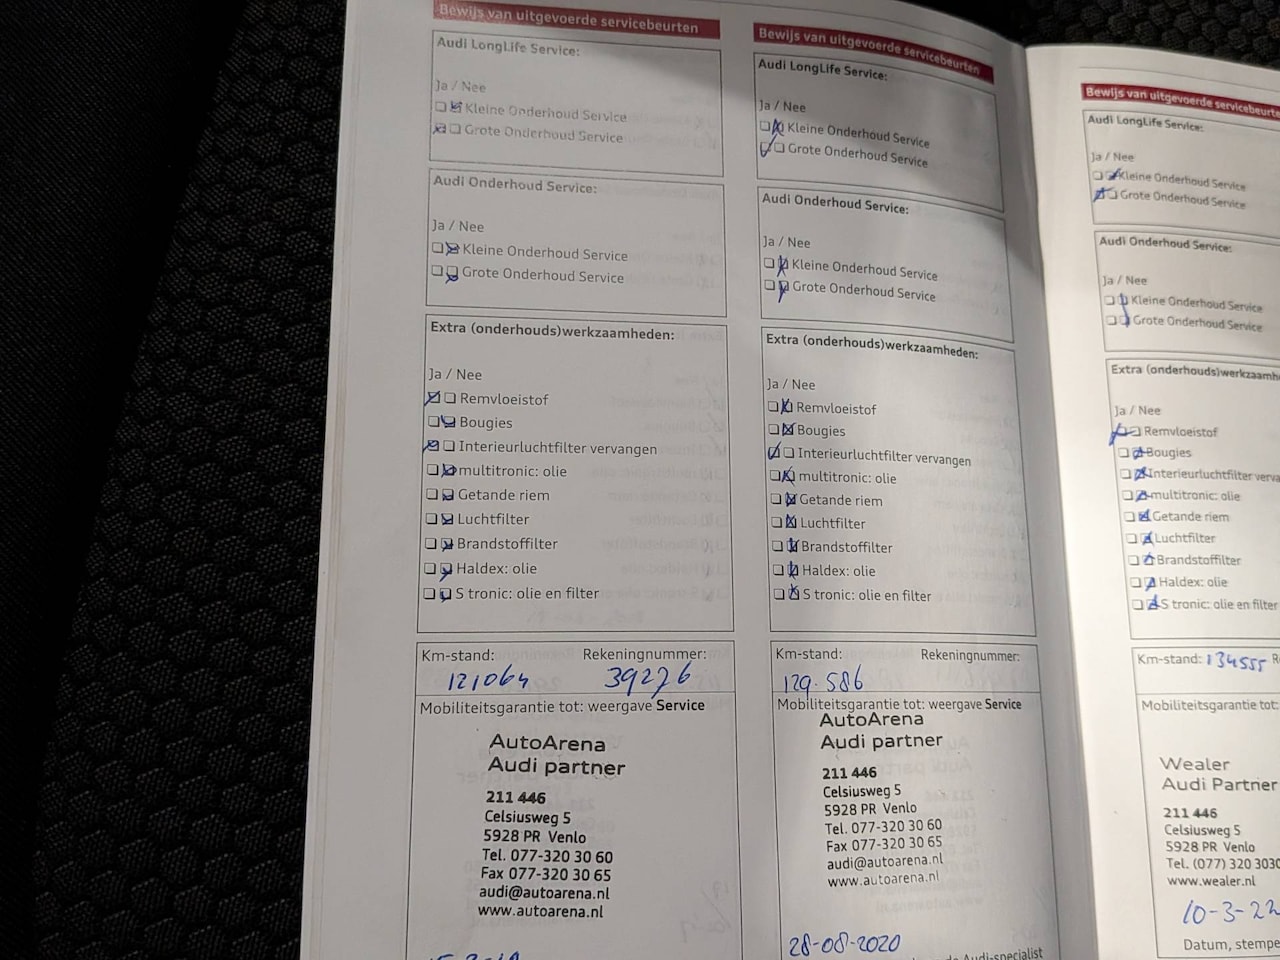 Bewijs van uitgevoerde servicebeurten
Audi LongLife Service:
Ja / Nee
Kleine Onderhoud Service
Grote Onderhoud Service
Audi Onderhoud Service:
Ja / Nee
Kleine Onderhoud Service
Grote Onderhoud Service
Extra (onderhouds)werkzaamheden:
Ja / Nee
Remvloeistof
Bougies
Interieurluchtfilter vervangen
multitronic: olie
Getande riem
Luchtfilter
Brandstoffilter
Haldex: olie
S tronic: olie en filter
Km-stand: Rekeningnummer:
121064 39276
Mobiliteitsgarantie tot: weergave Service
AutoArena
Audi partner
211 446
Celsiusweg 5
5928 PR Venlo
Tel. 077-320 30 60
Fax 077-320 30 65
audi@autoarena.nl
www.autoarena.nl
Bewijs van uitgevoerde servicebeurten
Audi LongLife Service:
Ja / Nee
Kleine Onderhoud Service
Grote Onderhoud Service
Audi Onderhoud Service:
Ja / Nee
Kleine Onderhoud Service
Grote Onderhoud Service
Extra (onderhouds)werkzaamheden:
Ja / Nee
Remvloeistof
Bougies
Interieurluchtfilter vervangen
multitronic: olie
Getande riem
Luchtfilter
Brandstoffilter
Haldex: olie
S tronic: olie en filter
Km-stand: Rekeningnummer:
129.586
Mobiliteitsgarantie tot: weergave Service
AutoArena
Audi partner
211 446
Celsiusweg 5
5928 PR Venlo
Tel. 077-320 30 60
Fax 077-320 30 65
audi@autoarena.nl
www.autoarena.nl
28-08-2020
Audi-specialist
Bewijs van uitgevoerde servicebeurte
Audi LongLife Service:
Ja / Nee
Kleine Onderhoud Service
Grote Onderhoud Service
Audi Onderhoud Service:
Ja / Nee
Kleine Onderhoud Service
Grote Onderhoud Service
Extra (onderhouds)werkzaamh
Ja / Nee
Remvloeistof
Bougies
Interieurluchtfilter verva
multitronic: olie
Getande riem
Luchtfilter
Brandstoffilter
Haldex: olie
S tronic: olie en filter
Km-stand: 134555 R
Mobiliteitsgarantie tot:
Wealer
Audi Partner
211 446
Celsiusweg 5
5928 PR Venlo
Tel. (077) 320 3030
www.wealer.nl
10-3-22
Datum, stempe